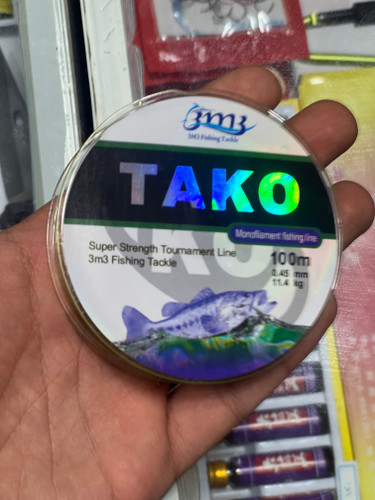 3m3
3M3 Fishing Tackle
TAKO
Monofilament fishing line
Super Strength Tournament Line
3m3 Fishing Tackle
100m
0.45 mm
11.4 kg